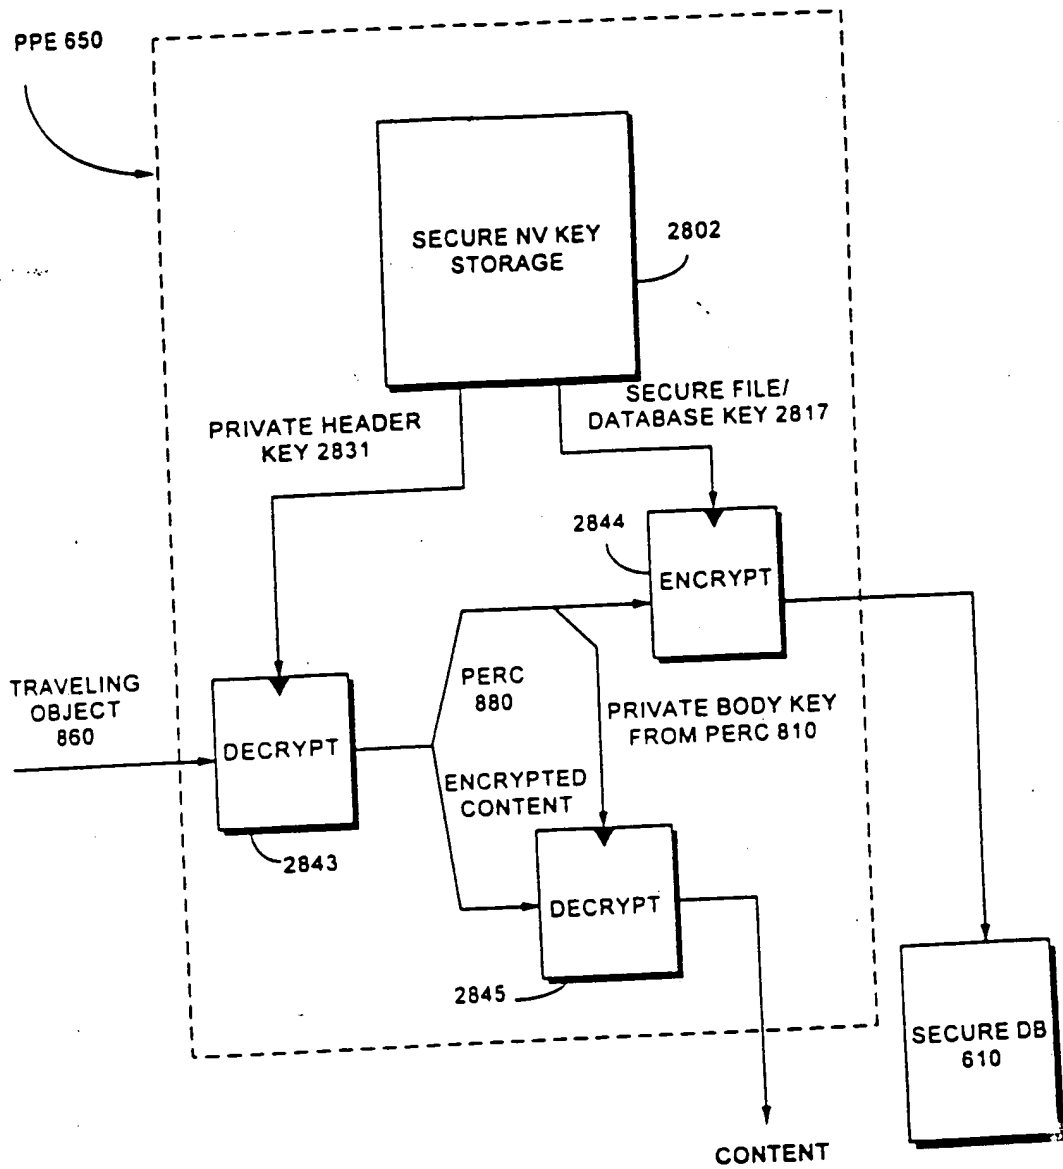 PPE 650
SECURE NV KEY
STORAGE
2802
PRIVATE HEADER
KEY 2831
SECURE FILE/
DATABASE KEY 2817
2844
ENCRYPT
TRAVELING
OBJECT
860
DECRYPT
2843
PERC
880
PRIVATE BODY KEY
FROM PERC 810
ENCRYPTED
CONTENT
DECRYPT
2845
SECURE DB
610
CONTENT